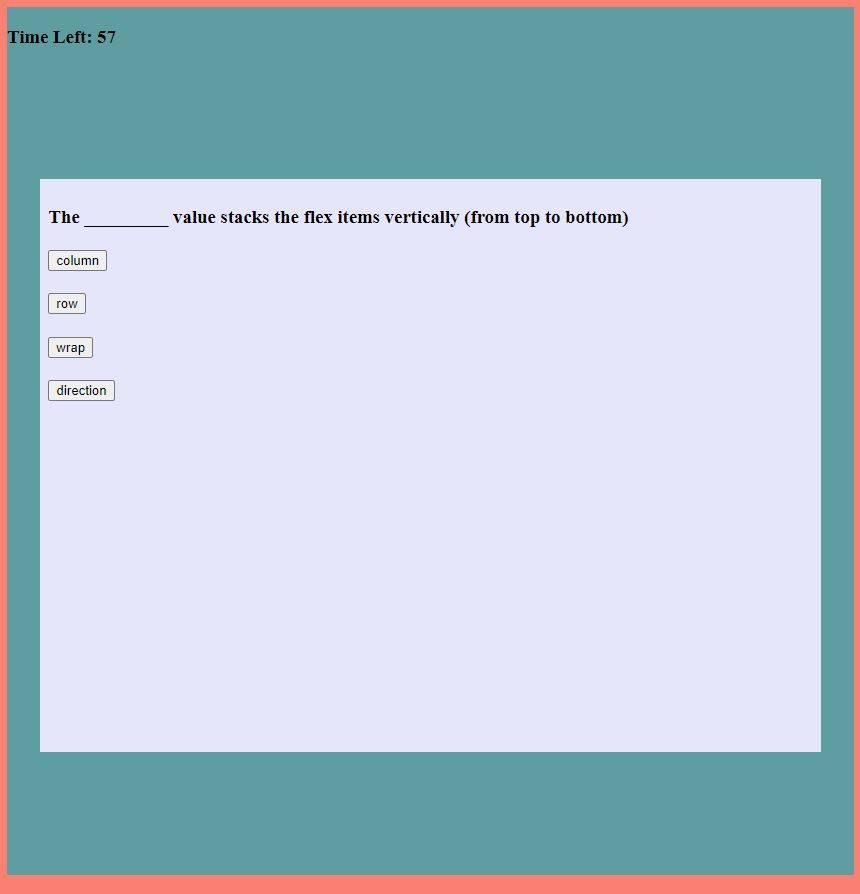 Time Left: 57
The _________ value stacks the flex items vertically (from top to bottom)
column
row
wrap
direction